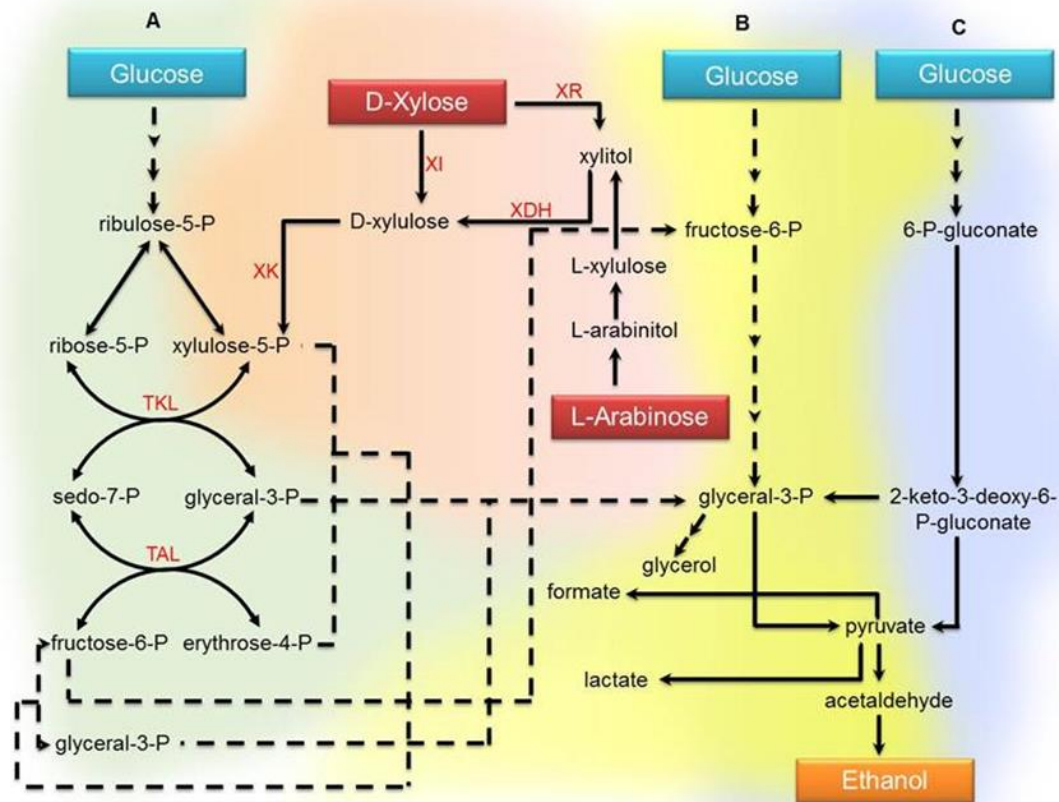 A
B
C
Glucose
D-Xylose
XR
Glucose
Glucose
XI
xylitol
ribulose-5-P
D-xylulose
XDH
fructose-6-P
6-P-gluconate
XK
L-xylulose
ribose-5-P
xylulose-5-P
L-arabinitol
TKL
L-Arabinose
sedo-7-P
glyceral-3-P
glyceral-3-P
2-keto-3-deoxy-6-
P-gluconate
TAL
glycerol
formate
fructose-6-P
erythrose-4-P
pyruvate
lactate
acetaldehyde
glyceral-3-P
Ethanol